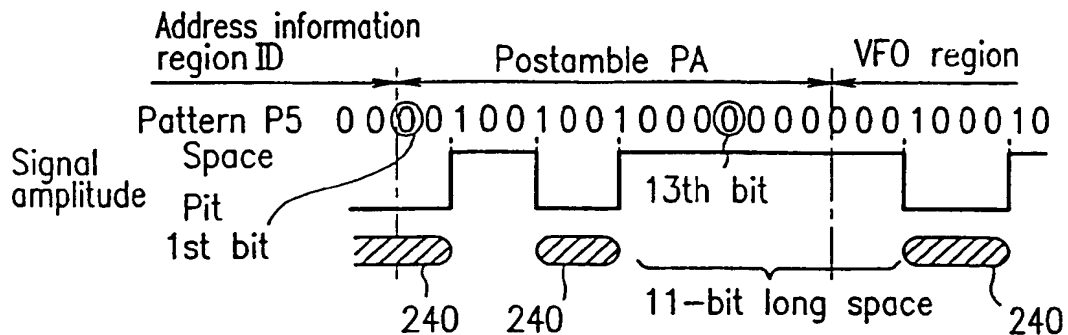 Address information
region ID
Postamble PA
VFO region
Pattern P5 0 0 0 0 1 0 0 1 0 0 1 0 0 0 0 0 0 0 0 0 0 1 0 0 0 1 0
Signal
amplitude
Space
Pit
1st bit
13th bit
11-bit long space
240
240
240